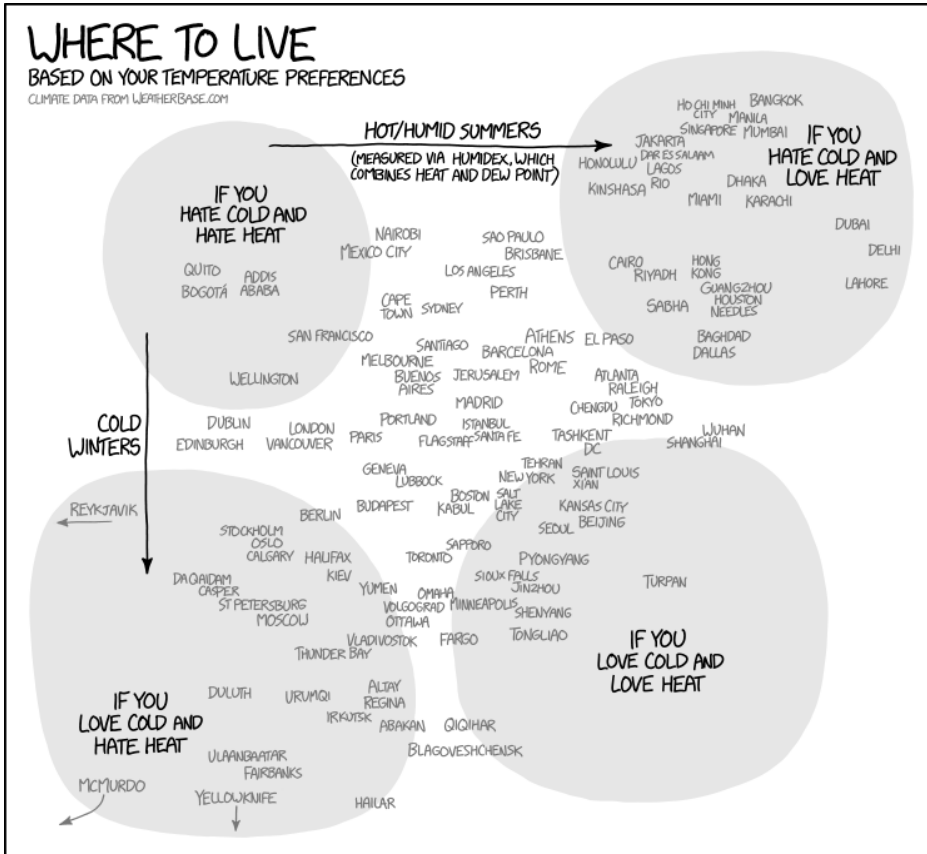 WHERE TO LIVE
BASED ON YOUR TEMPERATURE PREFERENCES
CLIMATE DATA FROM WEATHERBASE.COM
HOT/HUMID SUMMERS
(MEASURED VIA HUMIDEX, WHICH
COMBINES HEAT AND DEW POINT)
COLD
WINTERS
IF YOU
HATE COLD AND
HATE HEAT
QUITO
BOGOTÁ
ADDIS
ABABA
NAIROBI
MEXICO CITY
SAO PAULO
BRISBANE
LOS ANGELES
PERTH
CAPE
TOWN
SYDNEY
SAN FRANCISCO
WELLINGTON
IF YOU
HATE COLD AND
LOVE HEAT
HO CHI MINH
CITY
BANGKOK
MANILA
SINGAPORE
MUMBAI
JAKARTA
DAR ES SALAAM
HONOLULU
LAGOS
KINSHASA
RIO
DHAKA
MIAMI
KARACHI
DUBAI
DELHI
LAHORE
CAIRO
RIYADH
HONG
KONG
GUANGZHOU
SABHA
HOUSTON
NEEDLES
BAGHDAD
DALLAS
SANTIAGO
ATHENS
EL PASO
MELBOURNE
BARCELONA
ROME
BUENOS
AIRES
JERUSALEM
ATLANTA
RALEIGH
MADRID
CHENGDU
TOKYO
RICHMOND
DUBLIN
EDINBURGH
LONDON
VANCOUVER
PARIS
PORTLAND
FLAGSTAFF
ISTANBUL
SANTA FE
TASHKENT
DC
WUHAN
SHANGHAI
GENEVA
LUBBOCK
TEHRAN
NEW YORK
SAINT LOUIS
XI'AN
BUDAPEST
BOSTON
KABUL
SALT
LAKE
CITY
KANSAS CITY
SEOUL
BEIJING
REYKJAVIK
BERLIN
STOCKHOLM
OSLO
CALGARY
HALIFAX
KIEV
TORONTO
SAPPORO
PYONGYANG
DA QAIDAM
CASPER
ST PETERSBURG
MOSCOW
YUMEN
OMAHA
VOLGOGRAD
OTTAWA
SIOUX FALLS
MINNEAPOLIS
JINZHOU
SHENYANG
TURPAN
VLADIVOSTOK
THUNDER BAY
FARGO
TONGLIAO
IF YOU
LOVE COLD AND
LOVE HEAT
IF YOU
LOVE COLD AND
HATE HEAT
DULUTH
URUMQI
ALTAY
REGINA
IRKUTSK
ABAKAN
QIQIHAR
BLAGOVESHCHENSK
ULAANBAATAR
FAIRBANKS
MCMURDO
YELLOWKNIFE
HAILAR